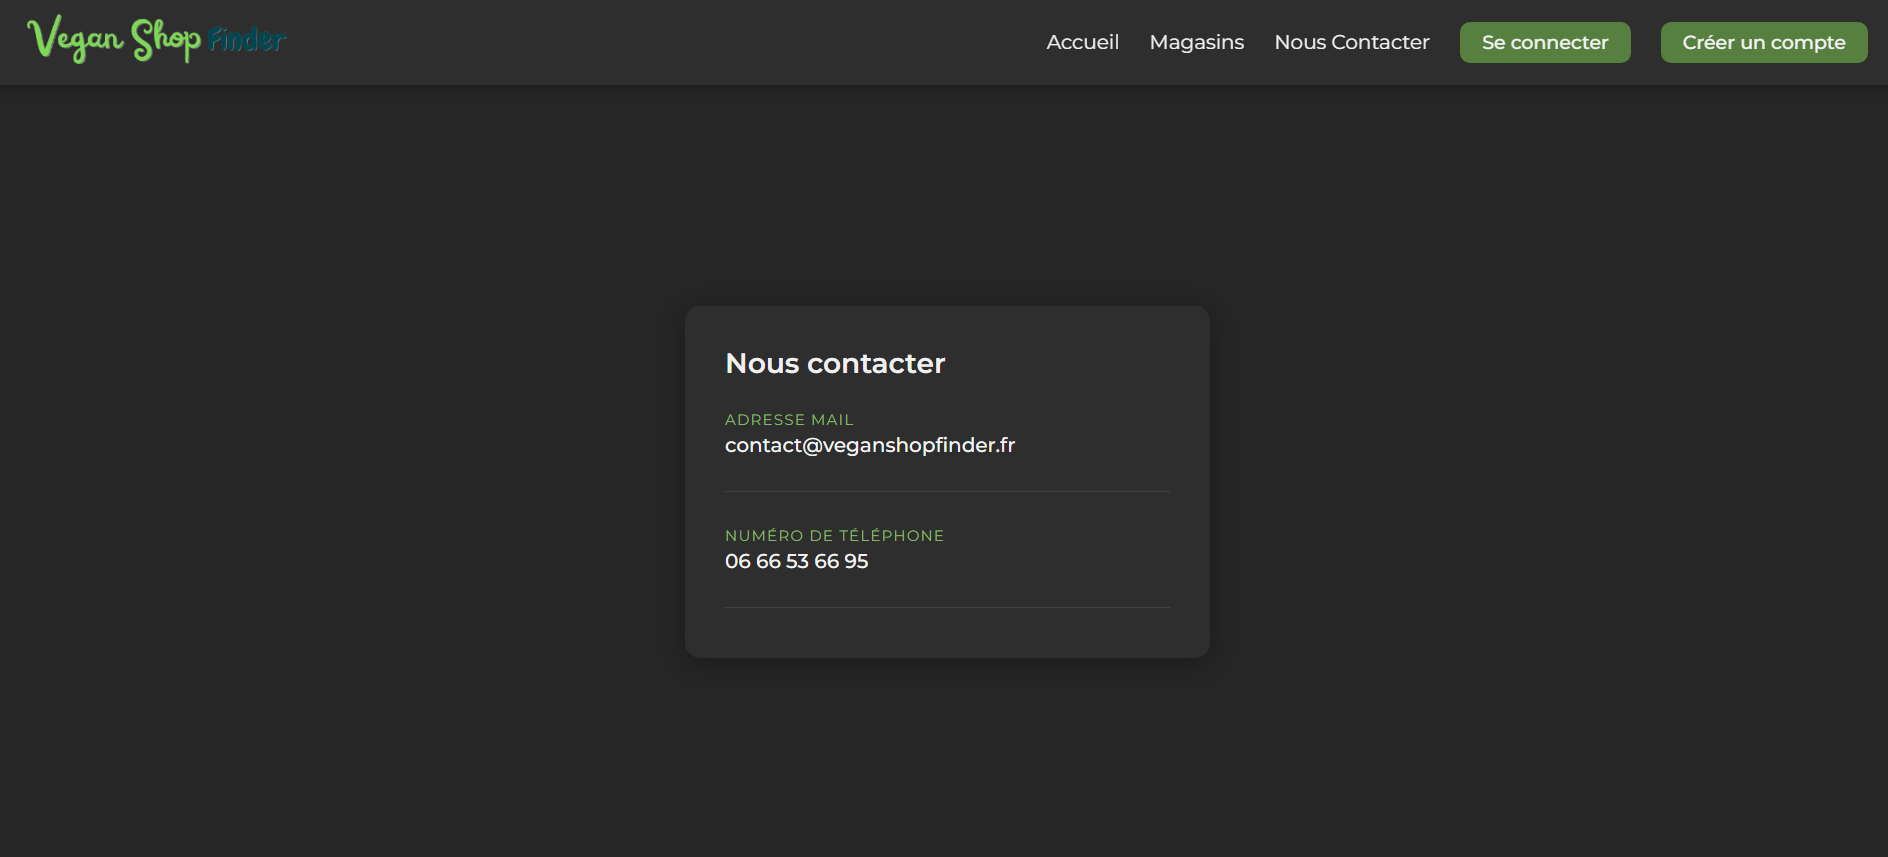 Vegan Shop Finder
Accueil Magasins Nous Contacter Se connecter Créer un compte
Nous contacter
ADRESSE MAIL
contact@veganshopfinder.fr
NUMÉRO DE TÉLÉPHONE
06 66 53 66 95